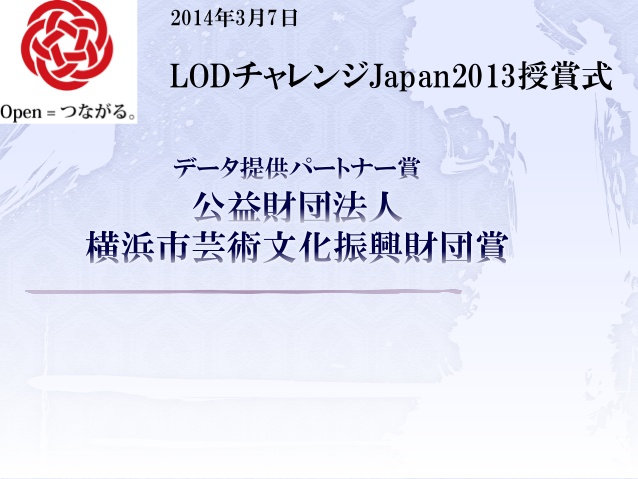 2014年3月7日
LODチャレンジJapan2013授賞式
Open = つながる。
データ提供パートナー賞
公益財団法人
横浜市芸術文化振興財団賞